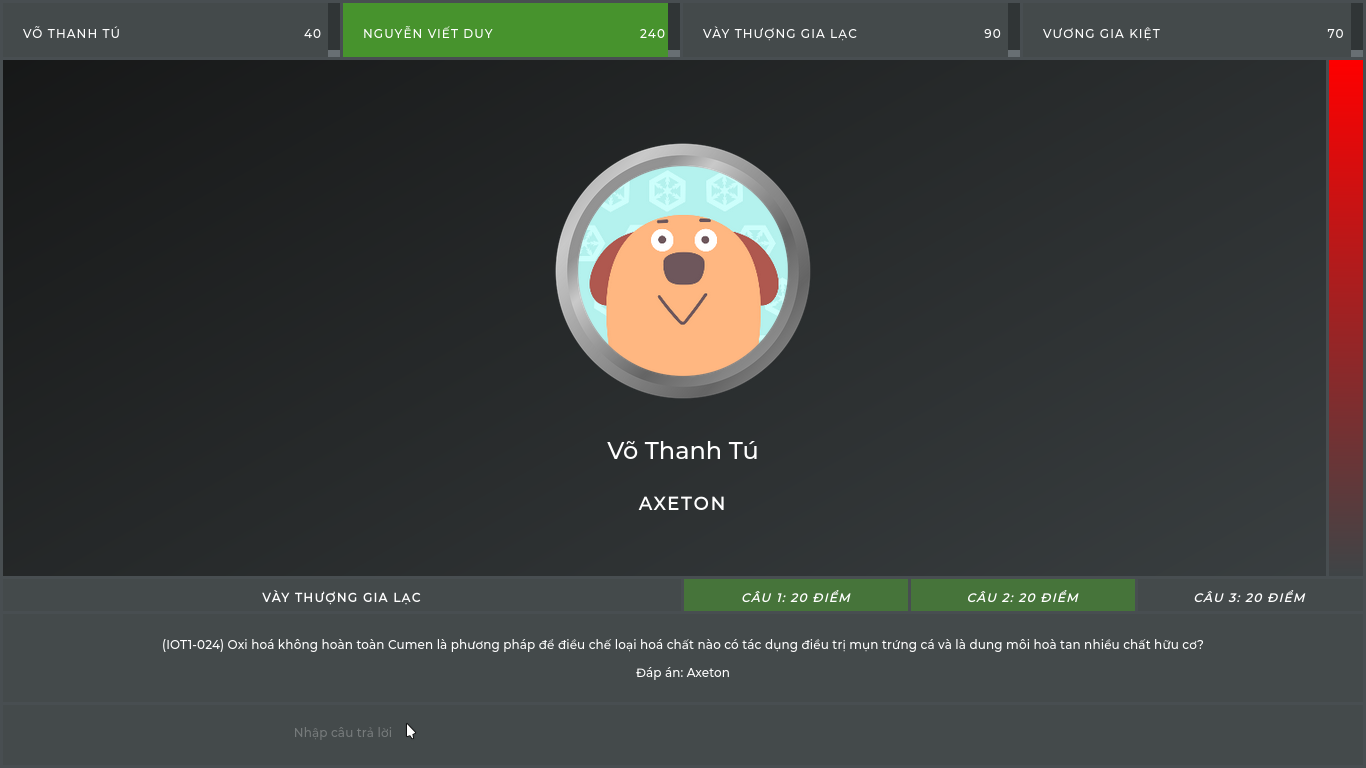 VÕ THANH TÚ 40
NGUYỄN VIẾT DUY 240
VÀY THƯỢNG GIA LẠC 90
VƯƠNG GIA KIỆT 70
Võ Thanh Tú
AXETON
VÀY THƯỢNG GIA LẠC
CÂU 1: 20 ĐIỂM
CÂU 2: 20 ĐIỂM
CÂU 3: 20 ĐIỂM
(IOT1-024) Oxi hoá không hoàn toàn Cumen là phương pháp để điều chế loại hoá chất nào có tác dụng điều trị mụn trứng cá và là dung môi hoà tan nhiều chất hữu cơ?
Đáp án: Axeton
Nhập câu trả lời